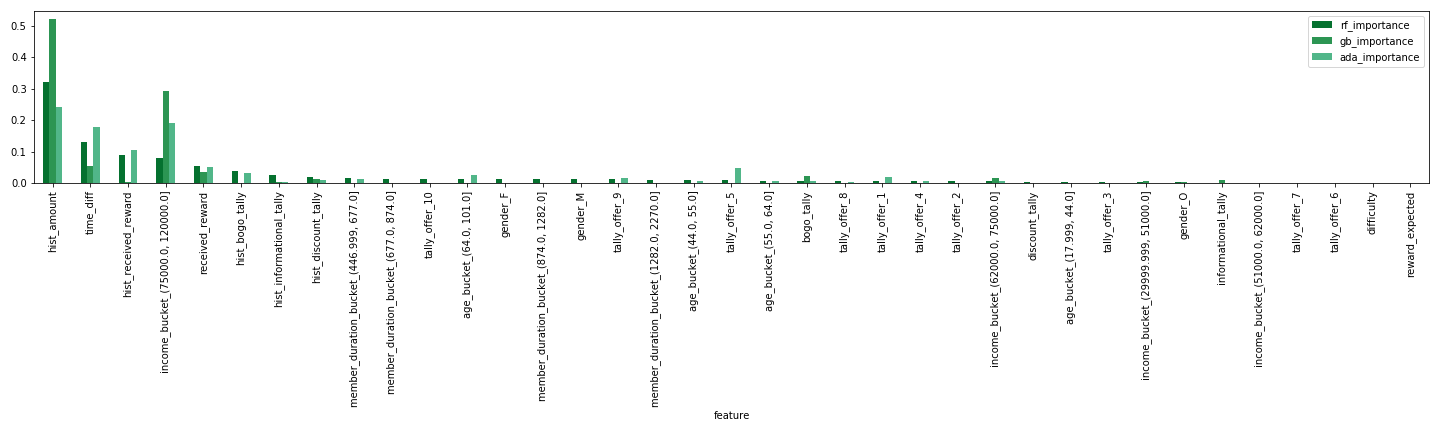 0.5
0.4
0.3
0.2
0.1
0.0
rf_importance
gb_importance
ada_importance
hist_amount
time_diff
hist_received_reward
income_bucket_(75000.0, 120000.0]
received_reward
hist_bogo_tally
hist_informational_tally
hist_discount_tally
member_duration_bucket_(446.999, 677.0]
member_duration_bucket_(677.0, 874.0]
tally_offer_10
age_bucket_(64.0, 101.0]
gender_F
member_duration_bucket_(874.0, 1282.0]
gender_M
tally_offer_9
member_duration_bucket_(1282.0, 2270.0]
age_bucket_(44.0, 55.0]
tally_offer_5
age_bucket_(55.0, 64.0]
bogo_tally
tally_offer_8
tally_offer_1
tally_offer_4
tally_offer_2
income_bucket_(62000.0, 75000.0]
discount_tally
age_bucket_(17.999, 44.0]
tally_offer_3
income_bucket_(29999.999, 51000.0]
gender_O
informational_tally
income_bucket_(51000.0, 62000.0]
tally_offer_7
tally_offer_6
difficulty
reward_expected
feature